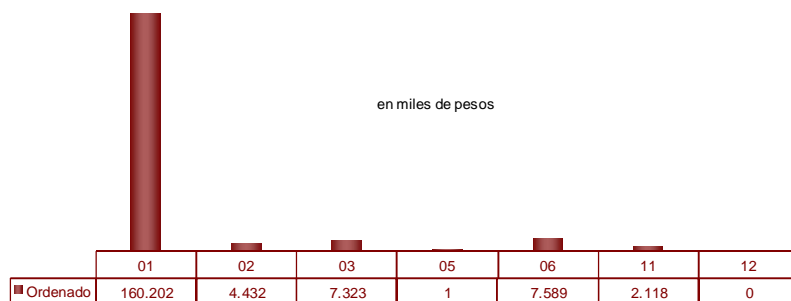 en miles de pesos
01 02 03 05 06 11 12
Ordenado 160.202 4.432 7.323 1 7.589 2.118 0